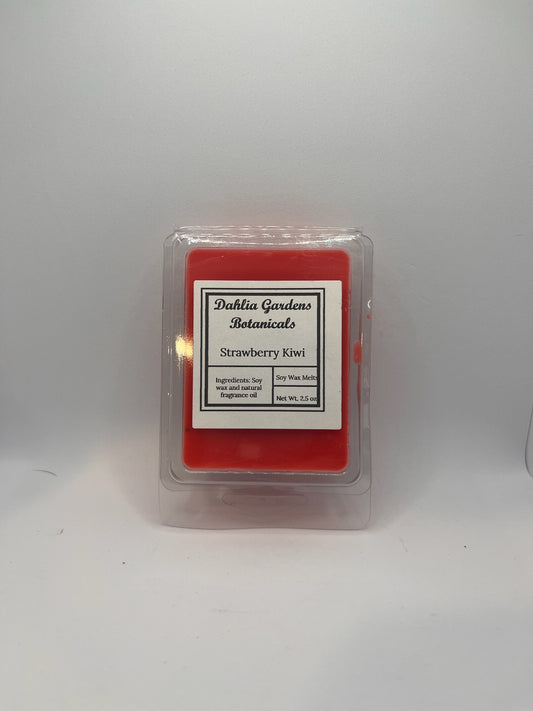 Dahlia Gardens
Botanicals
Strawberry Kiwi
Ingredients: Soy
wax and natural
fragrance oil
Soy Wax Melts
Net Wt. 2.5 oz